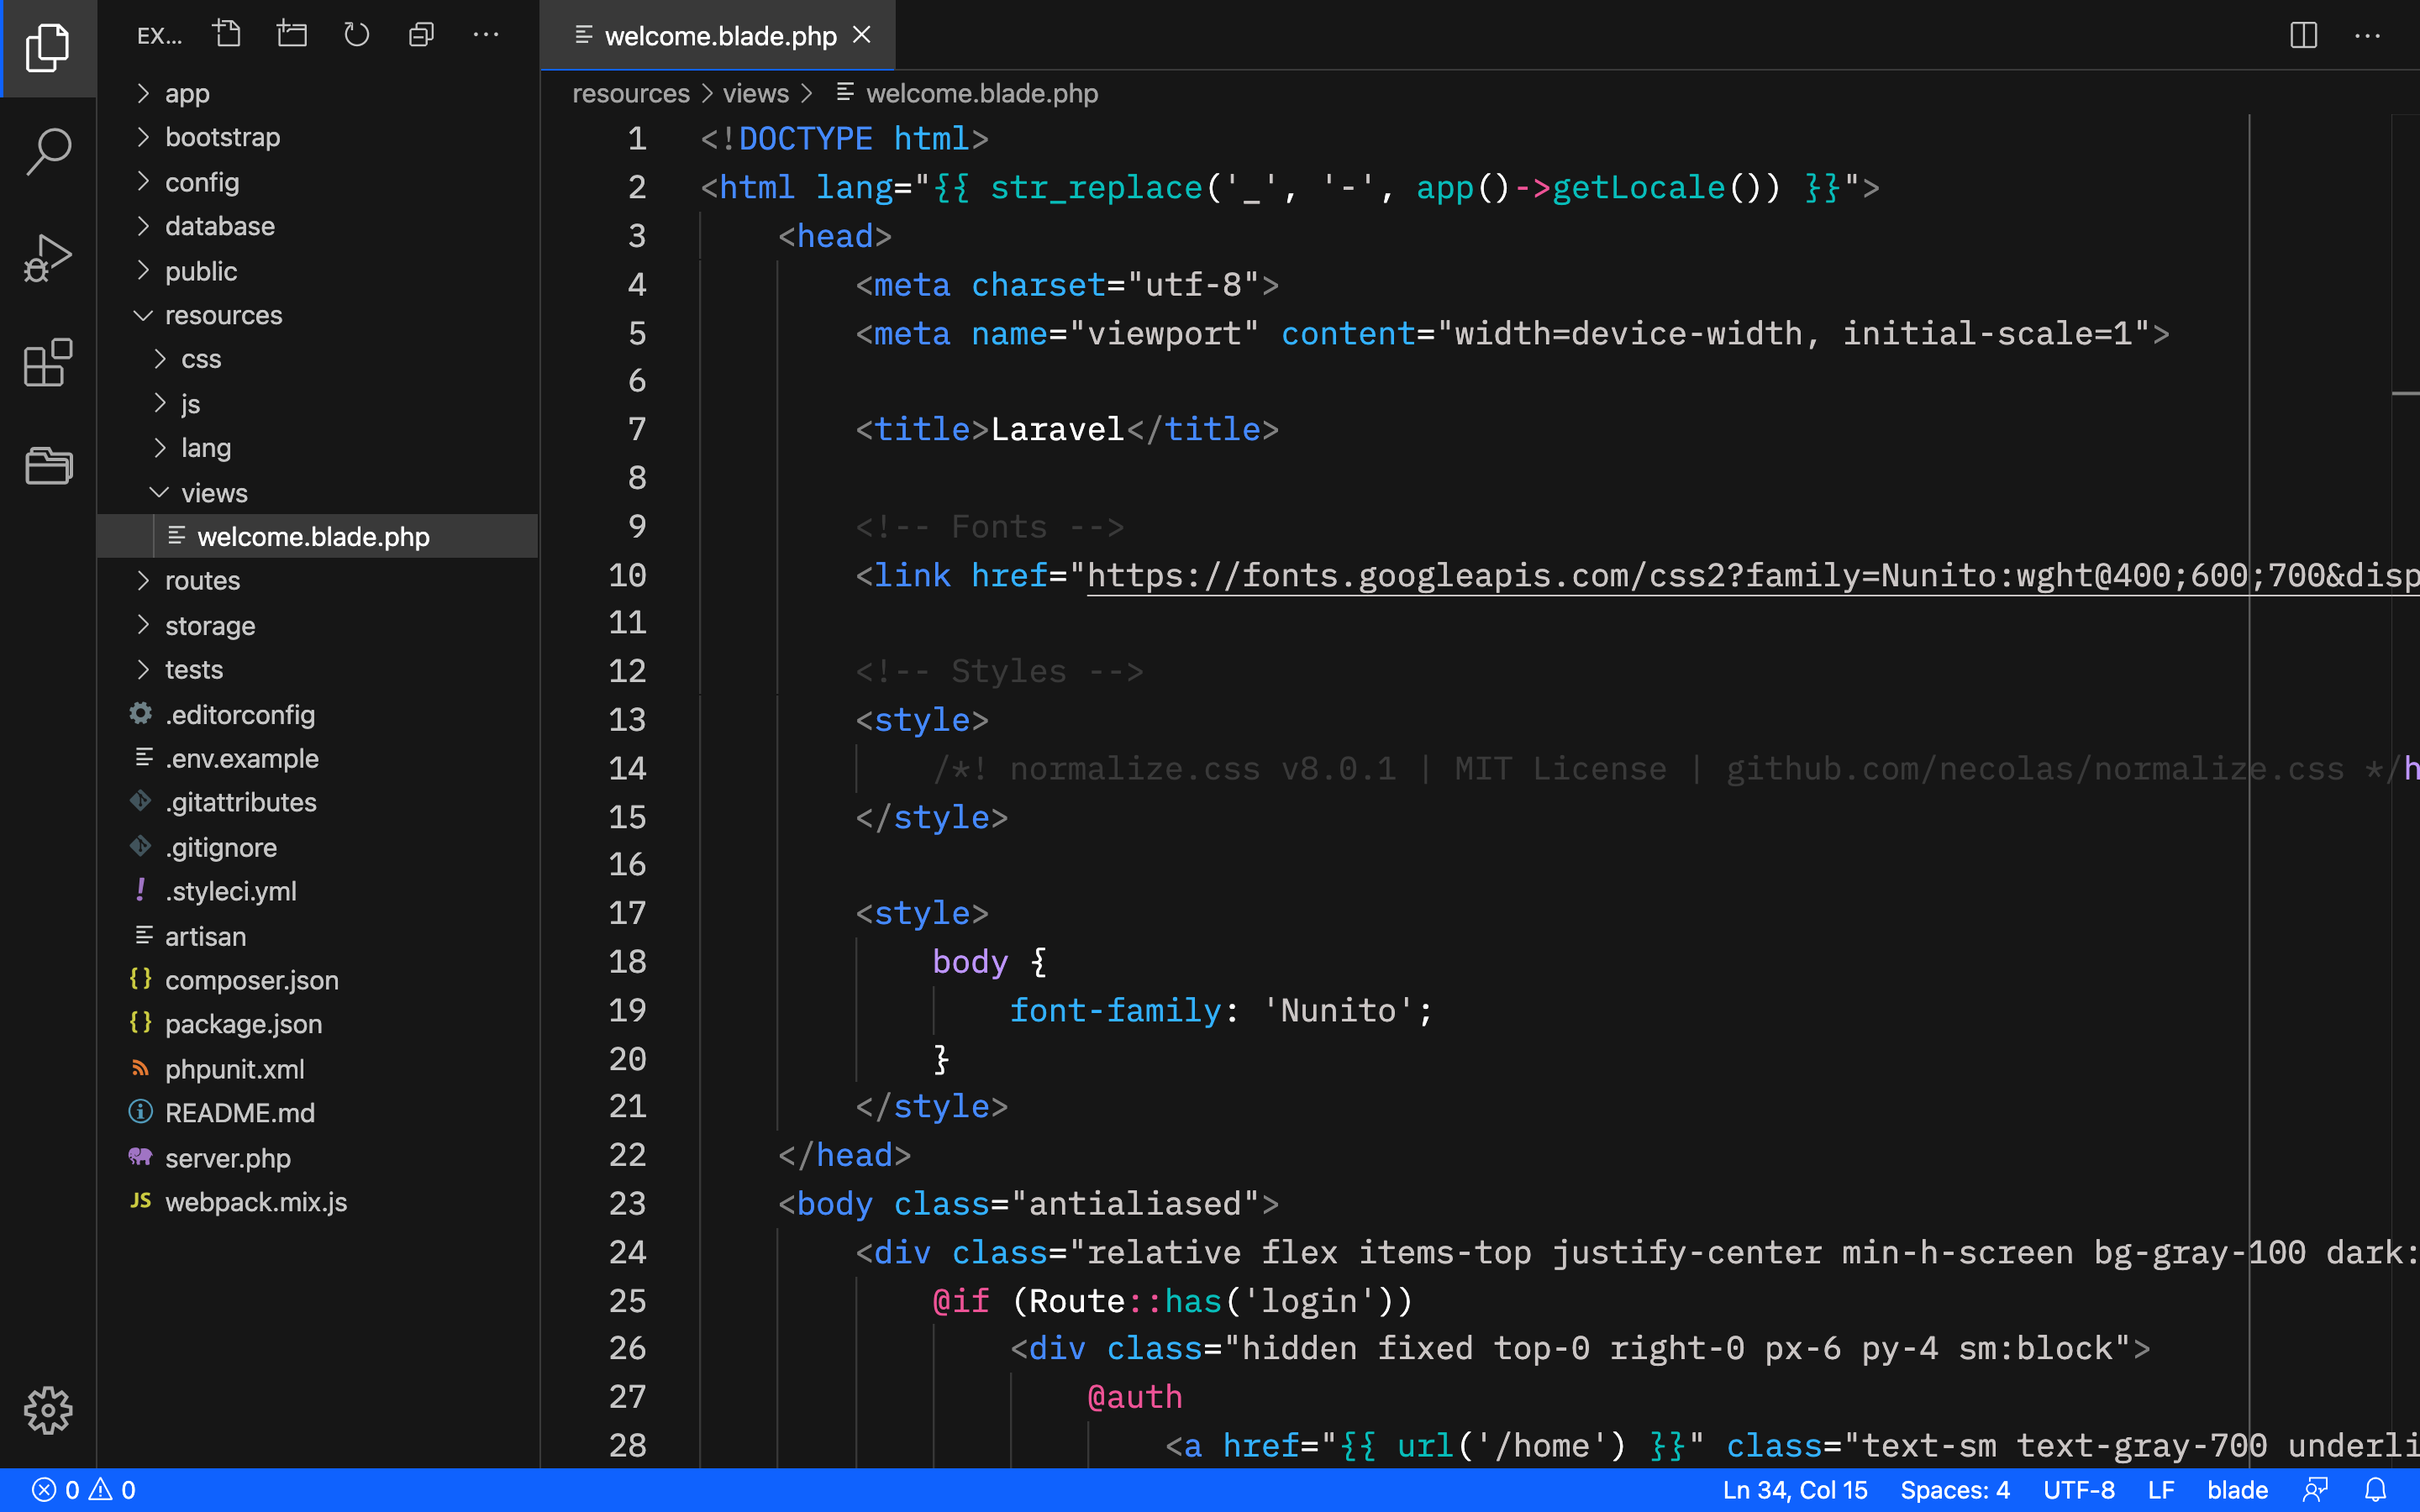 EX...
app
bootstrap
config
database
public
resources
css
js
lang
views
welcome.blade.php
routes
storage
tests
.editorconfig
.env.example
.gitattributes
.gitignore
.styleci.yml
artisan
composer.json
package.json
phpunit.xml
README.md
server.php
JS webpack.mix.js
welcome.blade.php
resources > views > welcome.blade.php
1 <!DOCTYPE html>
2 <html lang="{{ str_replace('_', '-', app()->getLocale()) }}">
3 <head>
4 <meta charset="utf-8">
5 <meta name="viewport" content="width=device-width, initial-scale=1">
6
7 <title>Laravel</title>
8
9 <!-- Fonts -->
10 <link href="https://fonts.googleapis.com/css2?family=Nunito:wght@400;600;700&disp
11
12 <!-- Styles -->
13 <style>
14 /*! normalize.css v8.0.1 | MIT License | github.com/necolas/normalize.css */h
15 </style>
16
17 <style>
18 body {
19 font-family: 'Nunito';
20 }
21 </style>
22 </head>
23 <body class="antialiased">
24 <div class="relative flex items-top justify-center min-h-screen bg-gray-100 dark:
25 @if (Route::has('login'))
26 <div class="hidden fixed top-0 right-0 px-6 py-4 sm:block">
27 @auth
28 <a href="{{ url('/home') }}" class="text-sm text-gray-700 underli
0 0 Ln 34, Col 15 Spaces: 4 UTF-8 LF blade